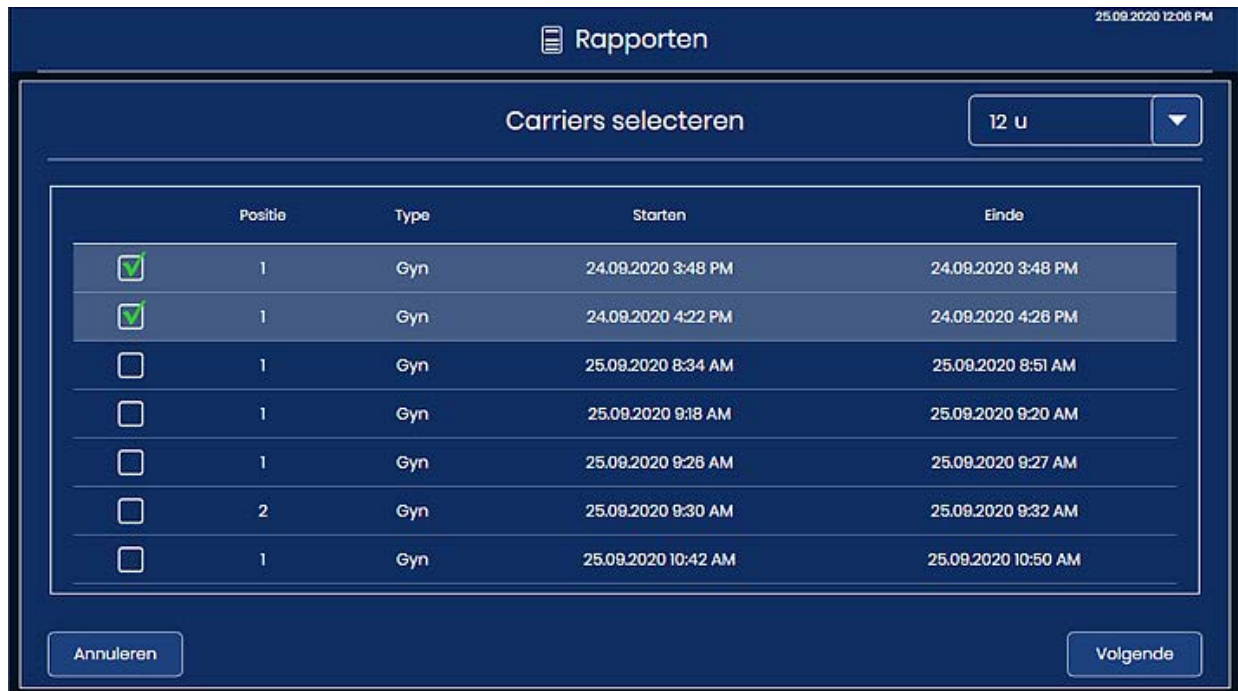 25.09.2020 12:06 PM
Rapporten
Carriers selecteren 12 u
Positie Type Starten Einde
1 Gyn 24.09.2020 3:48 PM 24.09.2020 3:48 PM
1 Gyn 24.09.2020 4:22 PM 24.09.2020 4:26 PM
1 Gyn 25.09.2020 8:34 AM 25.09.2020 8:51 AM
1 Gyn 25.09.2020 9:18 AM 25.09.2020 9:20 AM
1 Gyn 25.09.2020 9:26 AM 25.09.2020 9:27 AM
2 Gyn 25.09.2020 9:30 AM 25.09.2020 9:32 AM
1 Gyn 25.09.2020 10:42 AM 25.09.2020 10:50 AM
Annuleren Volgende